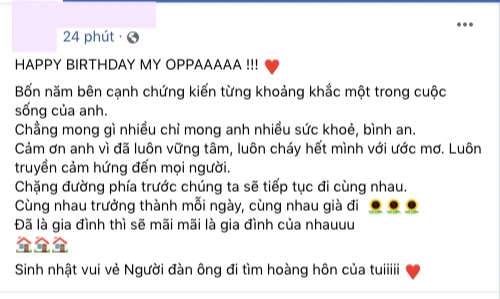 24 phút ·
HAPPY BIRTHDAY MY OPPAAAAA !!! ❤️
Bốn năm bên cạnh chứng kiến từng khoảng khắc một trong cuộc
sống của anh.
Chẳng mong gì nhiều chỉ mong anh nhiều sức khoẻ, bình an.
Cảm ơn anh vì đã luôn vững tâm, luôn cháy hết mình với ước mơ. Luôn
truyền cảm hứng đến mọi người.
Chặng đường phía trước chúng ta sẽ tiếp tục đi cùng nhau.
Cùng nhau trưởng thành mỗi ngày, cùng nhau già đi 🌻🌻🌻
Đã là gia đình thì sẽ mãi mãi là gia đình của nhauuu
🏠🏠🏠
Sinh nhật vui vẻ Người đàn ông đi tìm hoàng hôn của tuiiiii ❤️